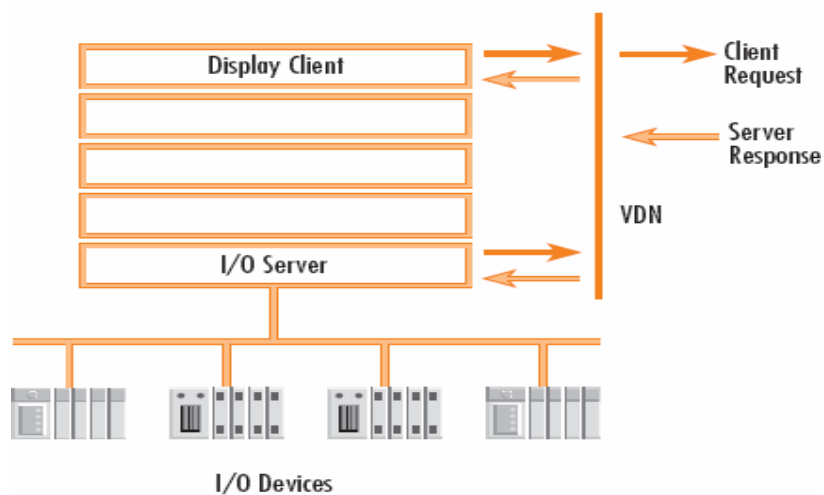 Display Client
Client
Request
Server
Response
VDN
I/O Server
I/O Devices